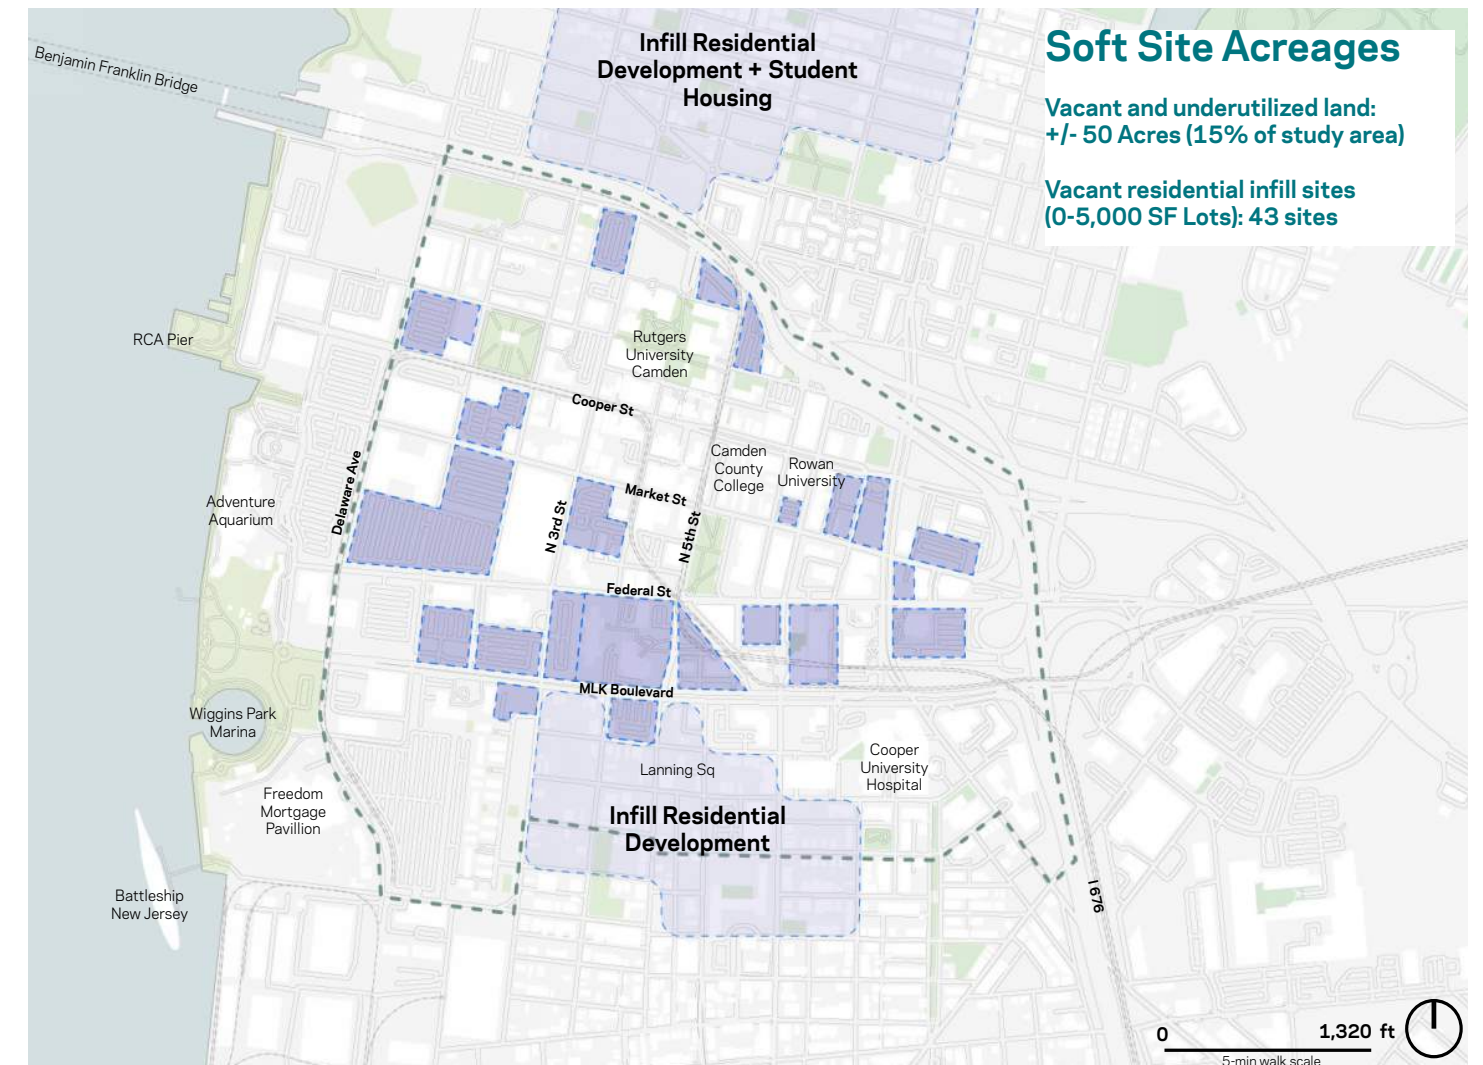 Soft Site Acreages
Vacant and underutilized land:
+/- 50 Acres (15% of study area)
Vacant residential infill sites
(0-5,000 SF Lots): 43 sites
Infill Residential
Development + Student
Housing
Benjamin Franklin Bridge
RCA Pier
Rutgers
University
Camden
Cooper St
Camden
County
College
Rowan
University
Delaware Ave
Market St
Adventure
Aquarium
N 3rd St
N 5th St
Federal St
MLK Boulevard
Wiggins Park
Marina
Lanning Sq
Cooper
University
Hospital
Freedom
Mortgage
Pavillion
Infill Residential
Development
Battleship
New Jersey
I 676
0
1,320 ft
5-min walk scale